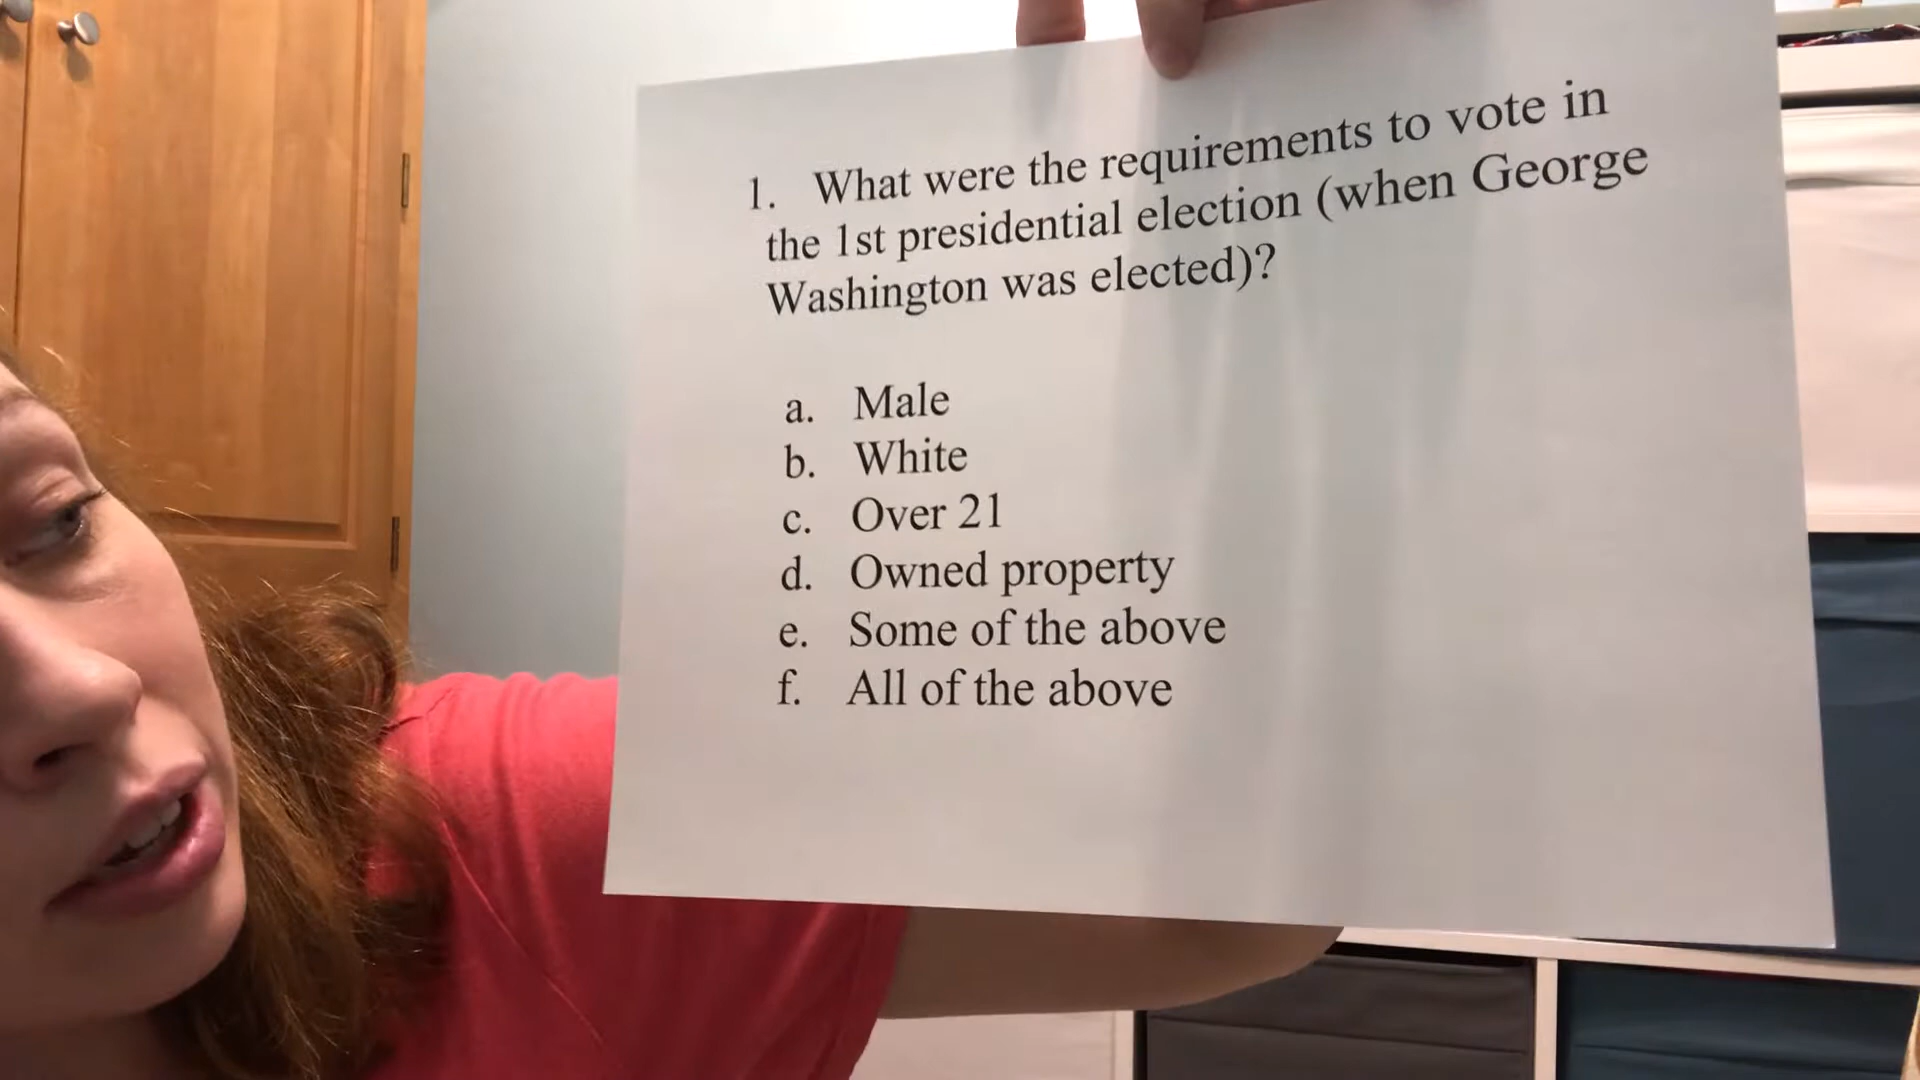 1. What were the requirements to vote in
the 1st presidential election (when George
Washington was elected)?
a. Male
b. White
c. Over 21
d. Owned property
e. Some of the above
f. All of the above